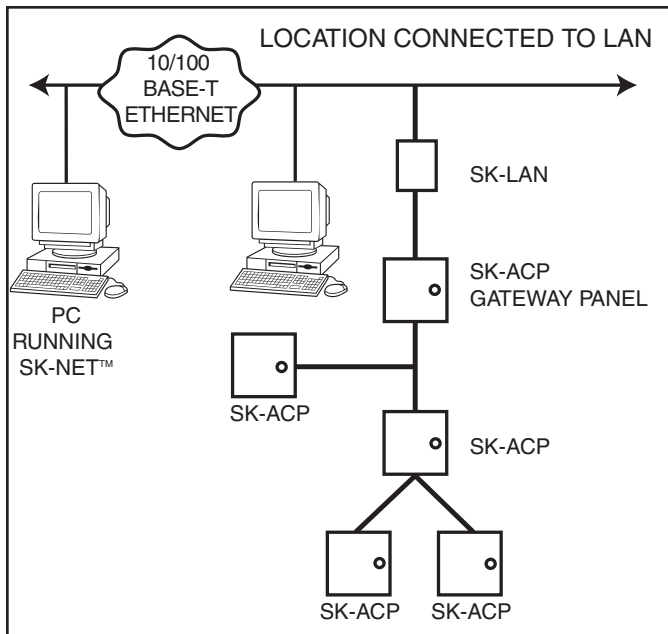 LOCATION CONNECTED TO LAN
10/100
BASE-T
ETHERNET
SK-LAN
SK-ACP
GATEWAY PANEL
PC
RUNNING
SK-NET™
SK-ACP
SK-ACP
SK-ACP
SK-ACP